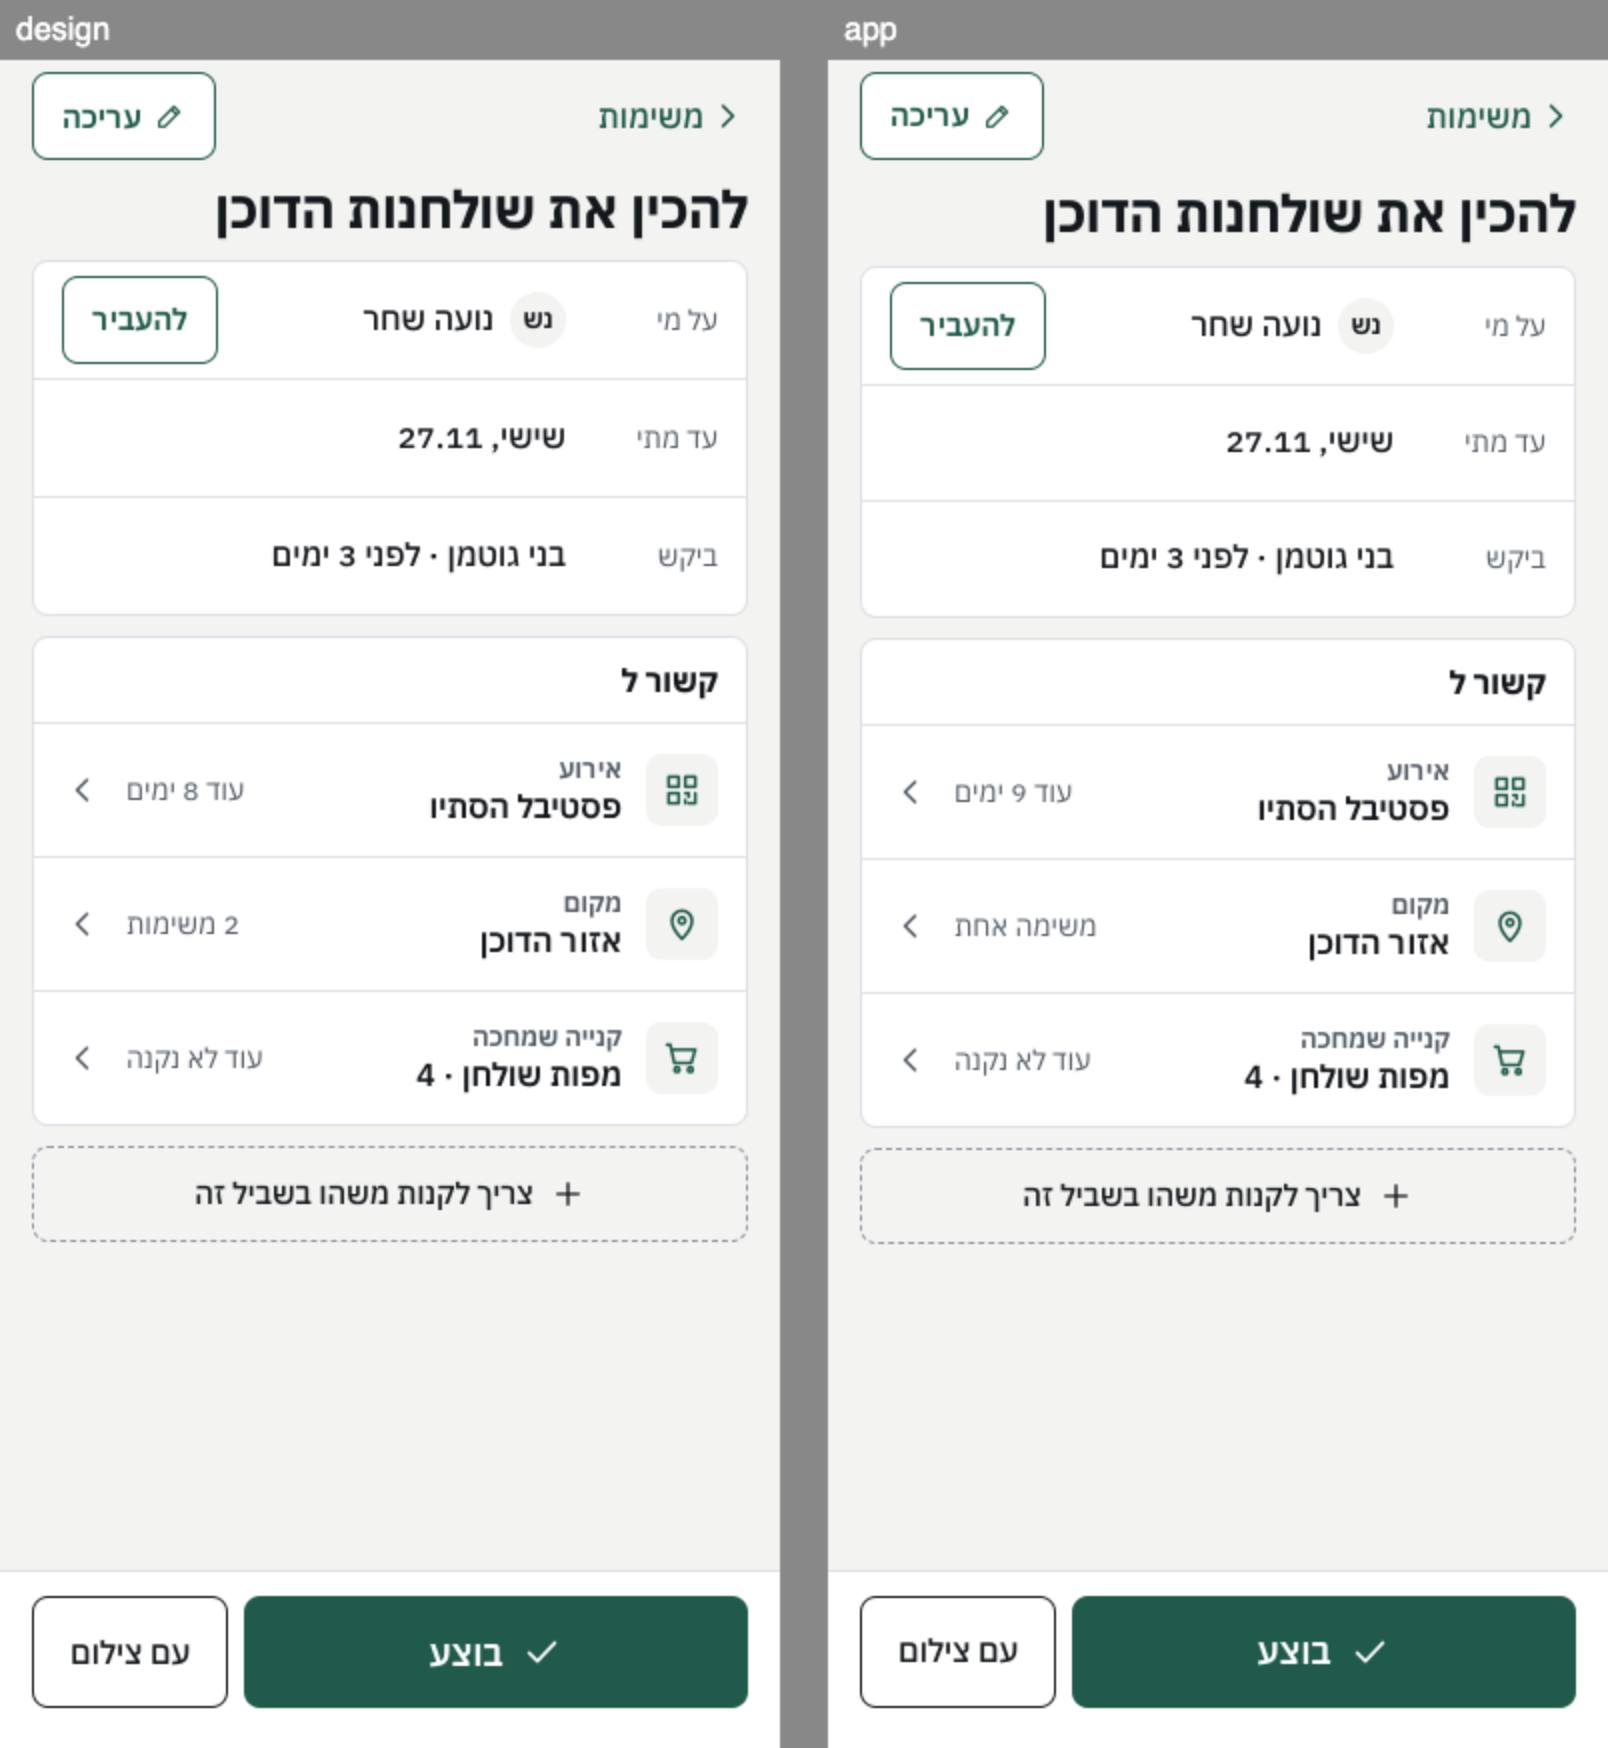 design
משימות
עריכה
להכין את שולחנות הדוכן
על מי
נש
נועה שחר
להעביר
עד מתי
שישי, 27.11
ביקש
בני גוטמן · לפני 3 ימים
קשור ל
אירוע
פסטיבל הסתיו
עוד 8 ימים
מקום
אזור הדוכן
2 משימות
קנייה שמחכה
מפות שולחן · 4
עוד לא נקנה
צריך לקנות משהו בשביל זה
בוצע
עם צילום
app
משימות
עריכה
להכין את שולחנות הדוכן
על מי
נש
נועה שחר
להעביר
עד מתי
שישי, 27.11
ביקש
בני גוטמן · לפני 3 ימים
קשור ל
אירוע
פסטיבל הסתיו
עוד 9 ימים
מקום
אזור הדוכן
משימה אחת
קנייה שמחכה
מפות שולחן · 4
עוד לא נקנה
צריך לקנות משהו בשביל זה
בוצע
עם צילום